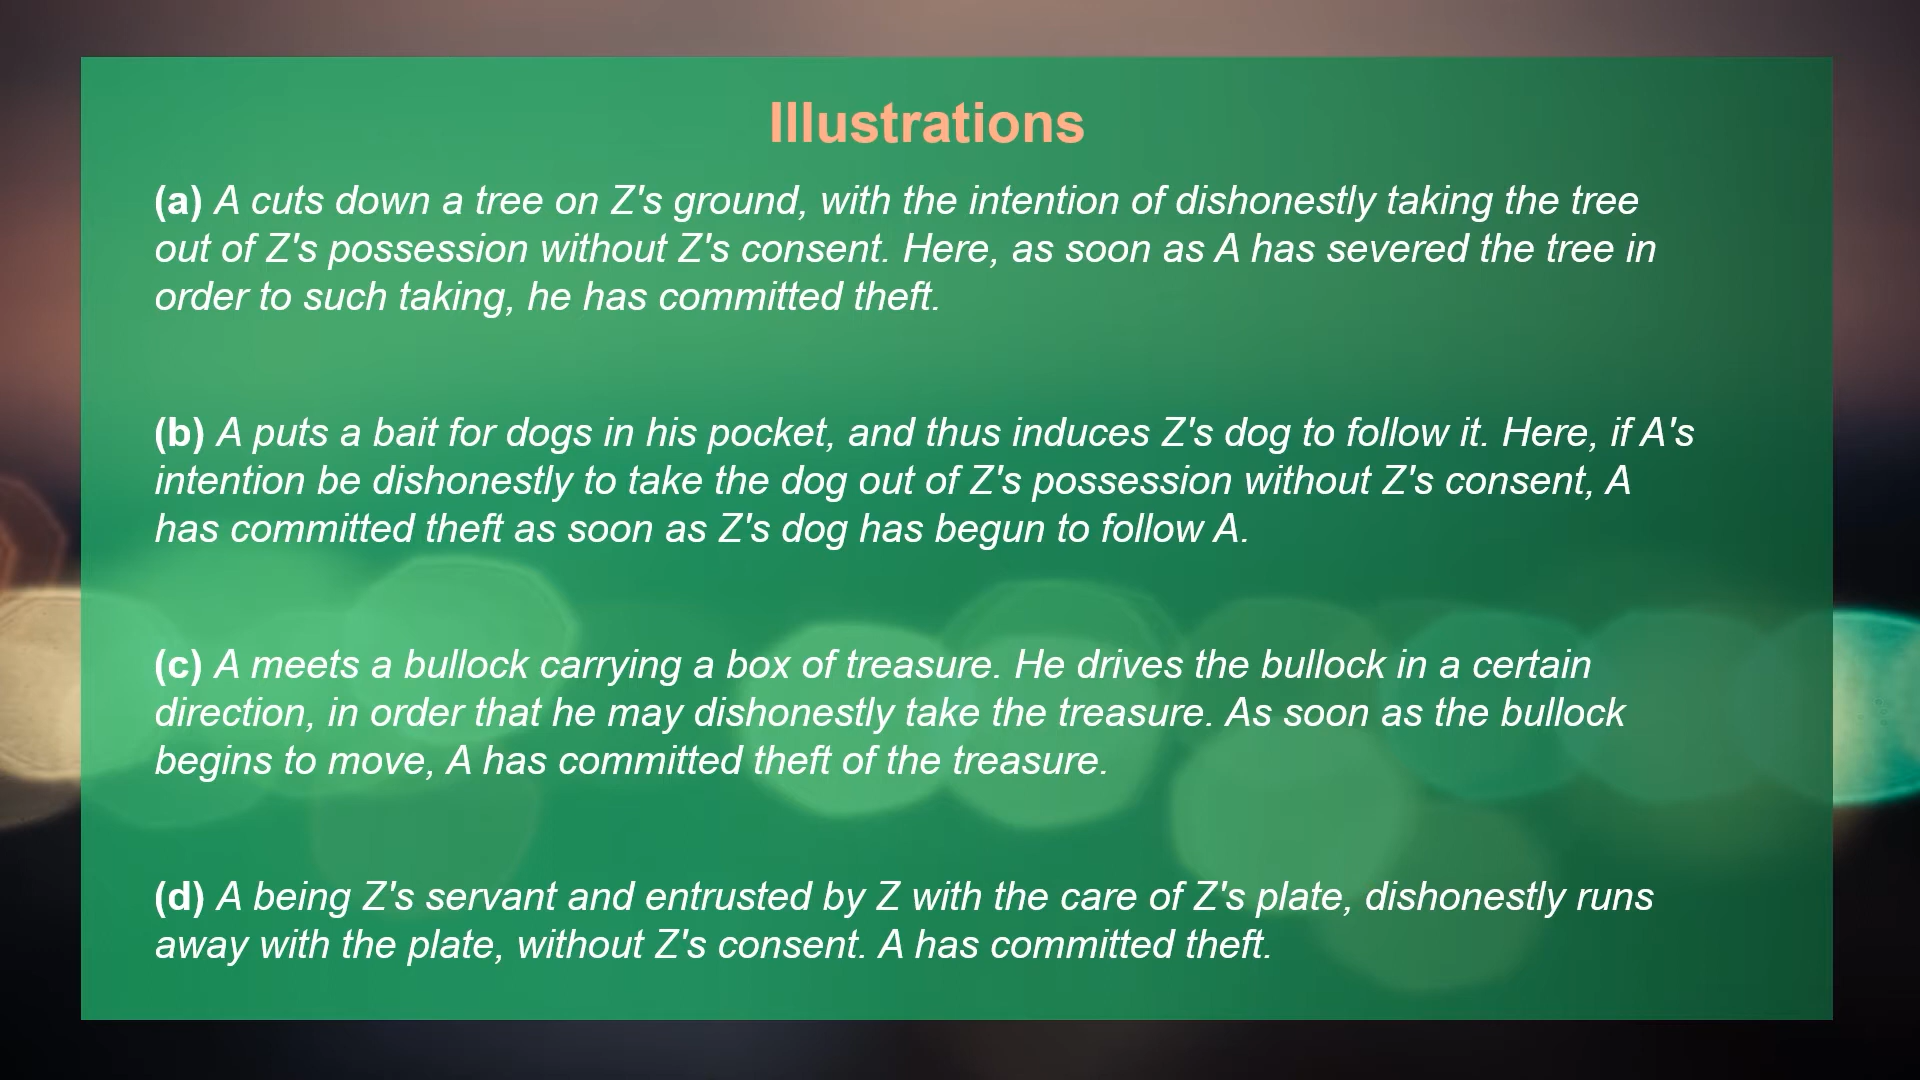 Illustrations
(a) A cuts down a tree on Z's ground, with the intention of dishonestly taking the tree
out of Z's possession without Z's consent. Here, as soon as A has severed the tree in
order to such taking, he has committed theft.
(b) A puts a bait for dogs in his pocket, and thus induces Z's dog to follow it. Here, if A's
intention be dishonestly to take the dog out of Z's possession without Z's consent, A
has committed theft as soon as Z's dog has begun to follow A.
(c) A meets a bullock carrying a box of treasure. He drives the bullock in a certain
direction, in order that he may dishonestly take the treasure. As soon as the bullock
begins to move, A has committed theft of the treasure.
(d) A being Z's servant and entrusted by Z with the care of Z's plate, dishonestly runs
away with the plate, without Z's consent. A has committed theft.